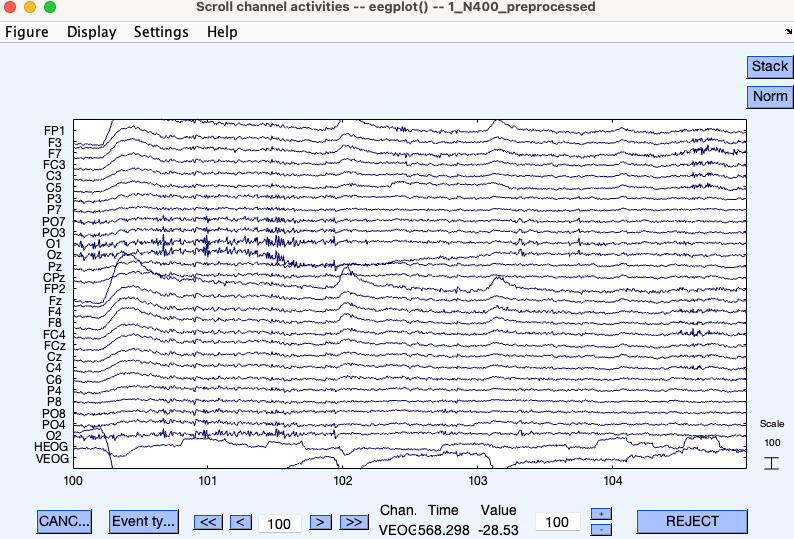 Scroll channel activities -- eegplot() -- 1_N400_preprocessed
Figure Display Settings Help
Stack
Norm
FP1
F3
F7
FC3
C3
C5
P3
P7
PO7
PO3
O1
Oz
Pz
CPz
FP2
Fz
F4
F8
FC4
FCz
Cz
C4
C6
P4
P8
PO8
PO4
O2
HEOG
VEOG
Scale
100
100 101 102 103 104
CANC... Event ty... << < 100 > >> Chan. Time Value 100 + - REJECT
VEOG 568.298 -28.53